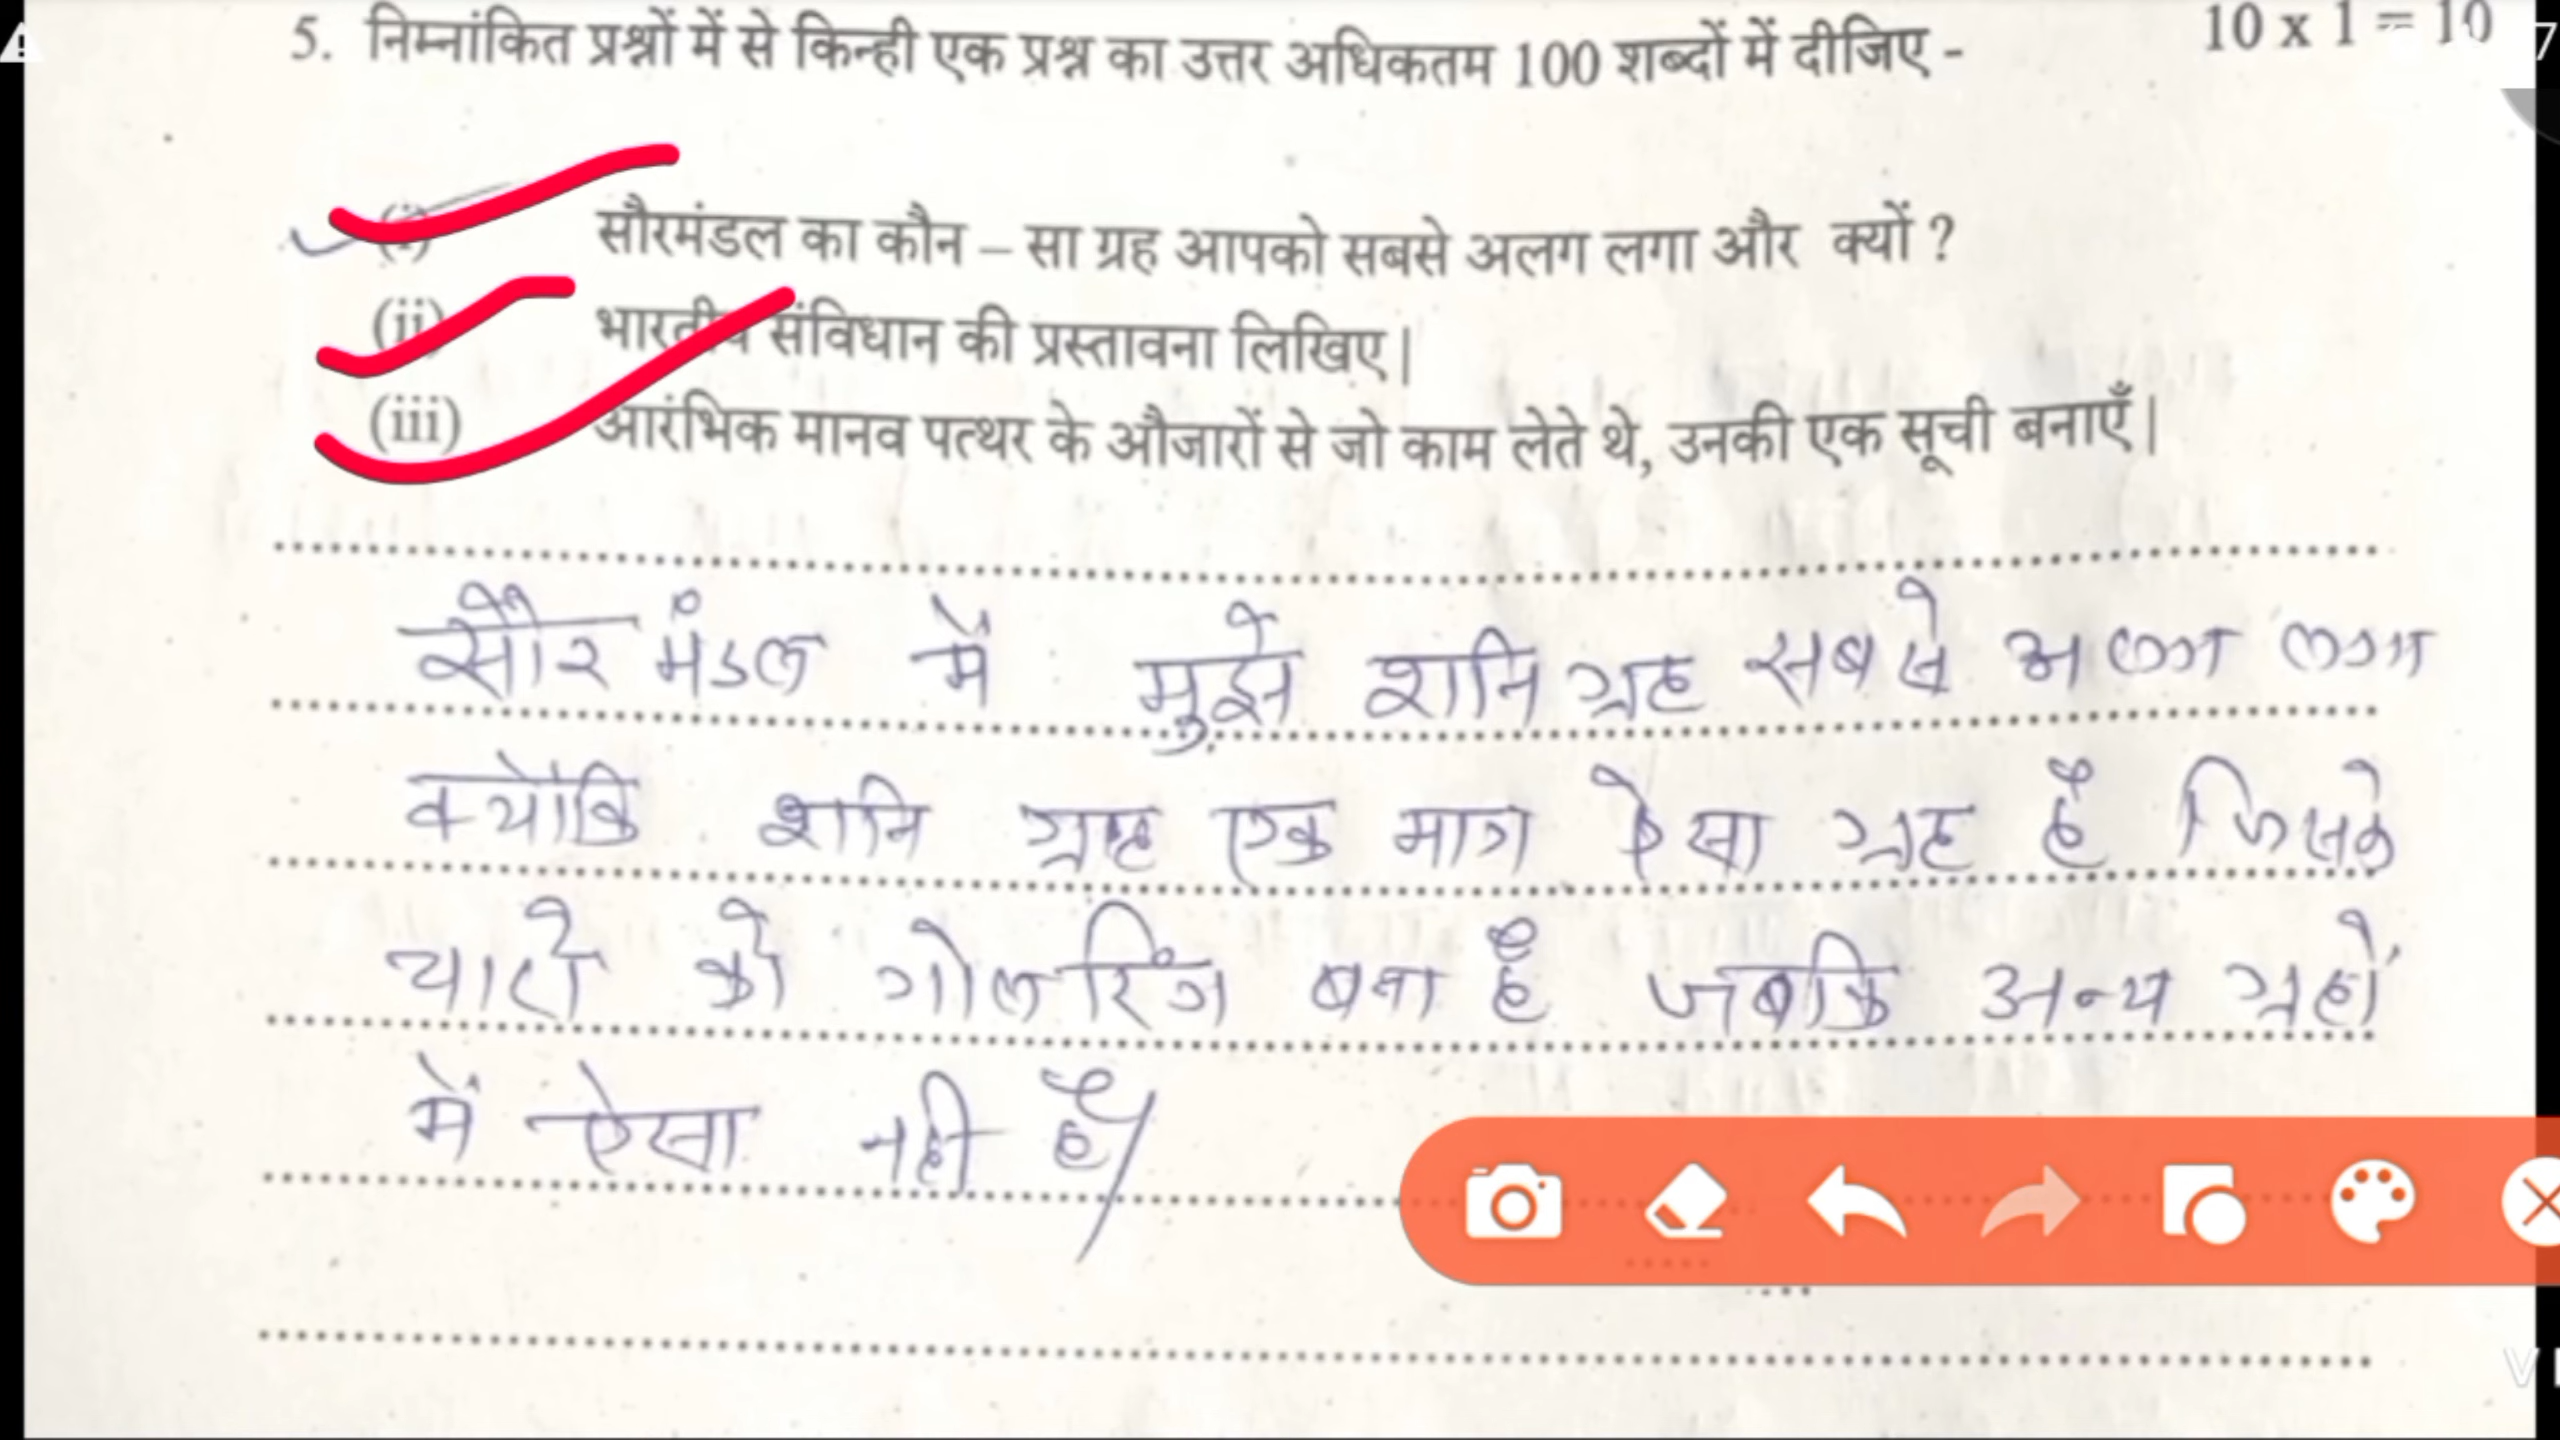 5. निम्नांकित प्रश्नों में से किन्ही एक प्रश्न का उत्तर अधिकतम 100 शब्दों में दीजिए - 10 x 1 = 10
(i) सौरमंडल का कौन – सा ग्रह आपको सबसे अलग लगा और क्यों ?
(ii) भारतीय संविधान की प्रस्तावना लिखिए|
(iii) आरंभिक मानव पत्थर के औजारों से जो काम लेते थे, उनकी एक सूची बनाएँ|
सौर मंडल में मुझे शनि ग्रह सबसे अलग लगा
क्योकि शनि ग्रह एक मात्र ऐसा ग्रह है जिसके
चारो को गोल रिंग बना है जबकि अन्य ग्रहों
में ऐसा नही है।
7